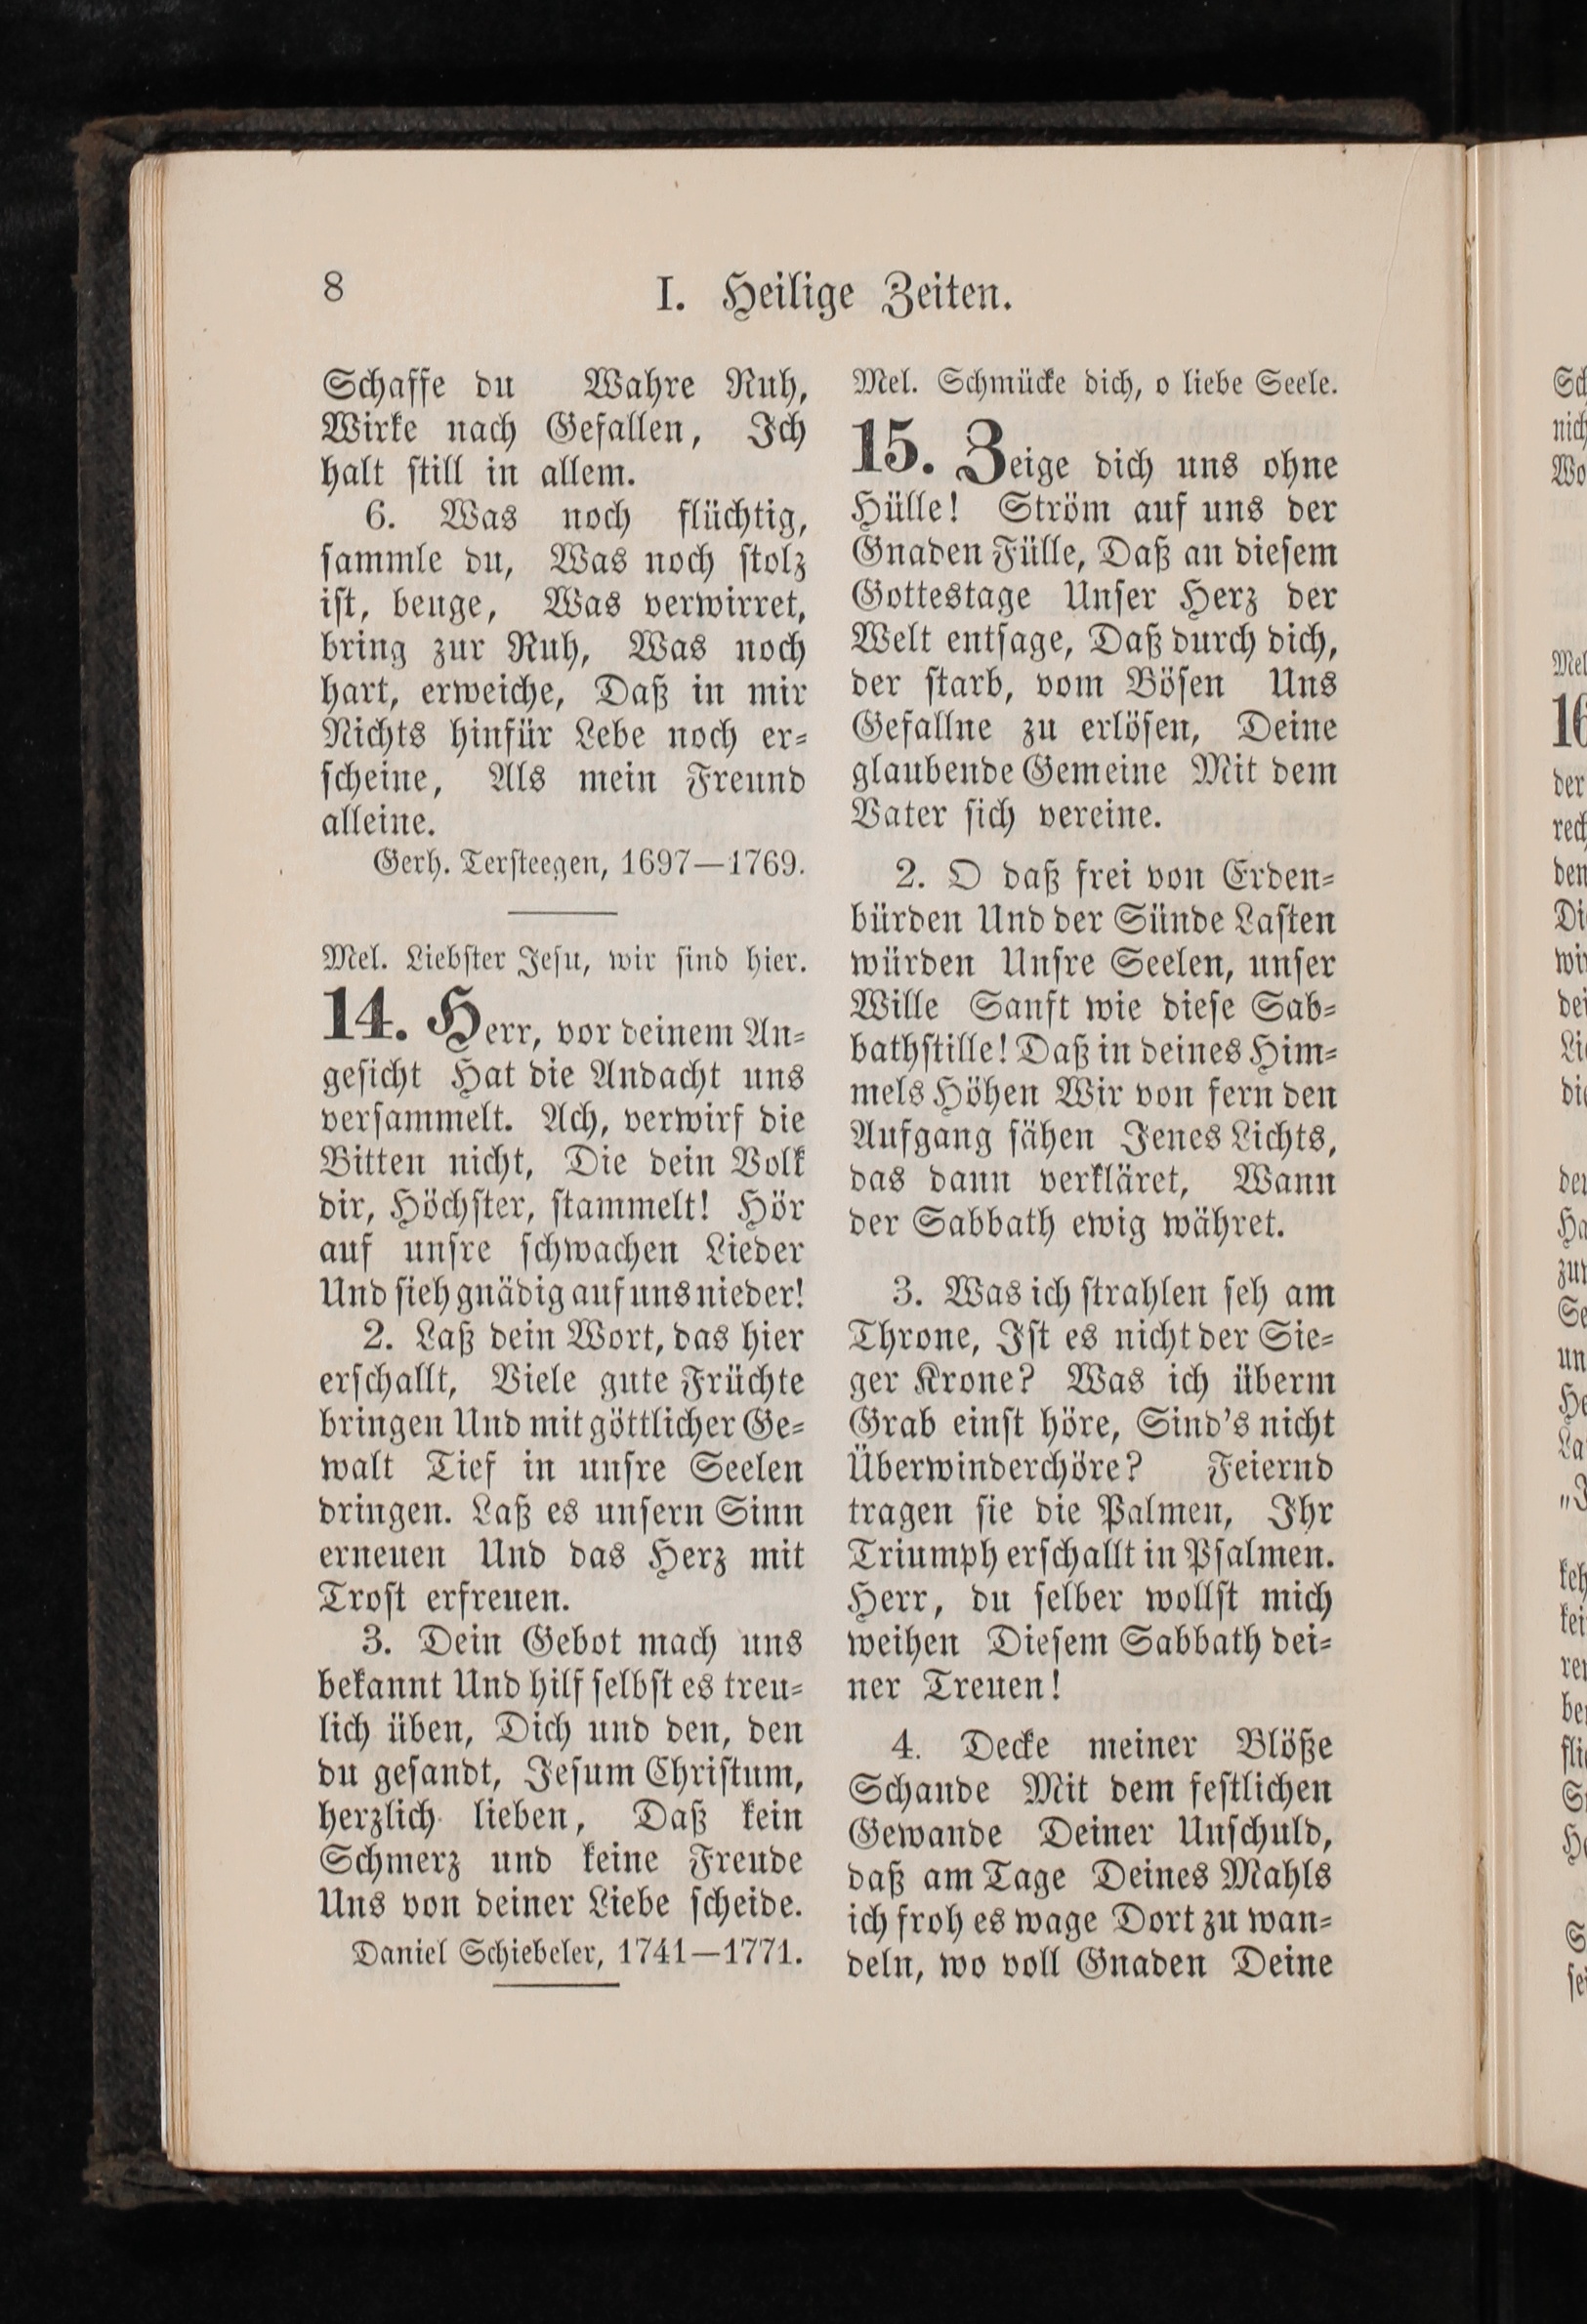 8
I. Heilige Zeiten.
Schaffe du Wahre Ruh,
Wirke nach Gefallen, Ich
halt still in allem.
6. Was noch flüchtig,
sammle du, Was noch stolz
ist, beuge, Was verwirret,
bring zur Ruh, Was noch
hart, erweiche, Daß in mir
Nichts hinfür Lebe noch er-
scheine, Als mein Freund
alleine.
Gerh. Tersteegen, 1697—1769.
Mel. Liebster Jesu, wir sind hier.
14. Herr, vor deinem An-
gesicht Hat die Andacht uns
versammelt. Ach, verwirf die
Bitten nicht, Die dein Volk
dir, Höchster, stammelt! Hör
auf unsre schwachen Lieder
Und sieh gnädig auf uns nieder!
2. Laß dein Wort, das hier
erschallt, Viele gute Früchte
bringen Und mit göttlicher Ge-
walt Tief in unsre Seelen
dringen. Laß es unsern Sinn
erneuen Und das Herz mit
Trost erfreuen.
3. Dein Gebot mach uns
bekannt Und hilf selbst es treu-
lich üben, Dich und den, den
du gesandt, Jesum Christum,
herzlich lieben, Daß kein
Schmerz und keine Freude
Uns von deiner Liebe scheide.
Daniel Schiebeler, 1741—1771.
Mel. Schmücke dich, o liebe Seele.
15. Zeige dich uns ohne
Hülle! Ström auf uns der
Gnaden Fülle, Daß an diesem
Gottestage Unser Herz der
Welt entsage, Daß durch dich,
der starb, vom Bösen Uns
Gefallne zu erlösen, Deine
glaubende Gemeine Mit dem
Vater sich vereine.
2. O daß frei von Erden-
bürden Und der Sünde Lasten
würden Unsre Seelen, unser
Wille Sanft wie diese Sab-
bathstille! Daß in deines Him-
mels Höhen Wir von fern den
Aufgang sähen Jenes Lichts,
das dann verkläret, Wann
der Sabbath ewig währet.
3. Was ich strahlen seh am
Throne, Ist es nicht der Sie-
ger Krone? Was ich überm
Grab einst höre, Sind's nicht
Überwinderchöre? Feiernd
tragen sie die Palmen, Ihr
Triumph erschallt in Psalmen.
Herr, du selber wollst mich
weihen Diesem Sabbath dei-
ner Treuen!
4. Decke meiner Blöße
Schande Mit dem festlichen
Gewande Deiner Unschuld,
daß am Tage Deines Mahls
ich froh es wage Dort zu wan-
deln, wo voll Gnaden Deine